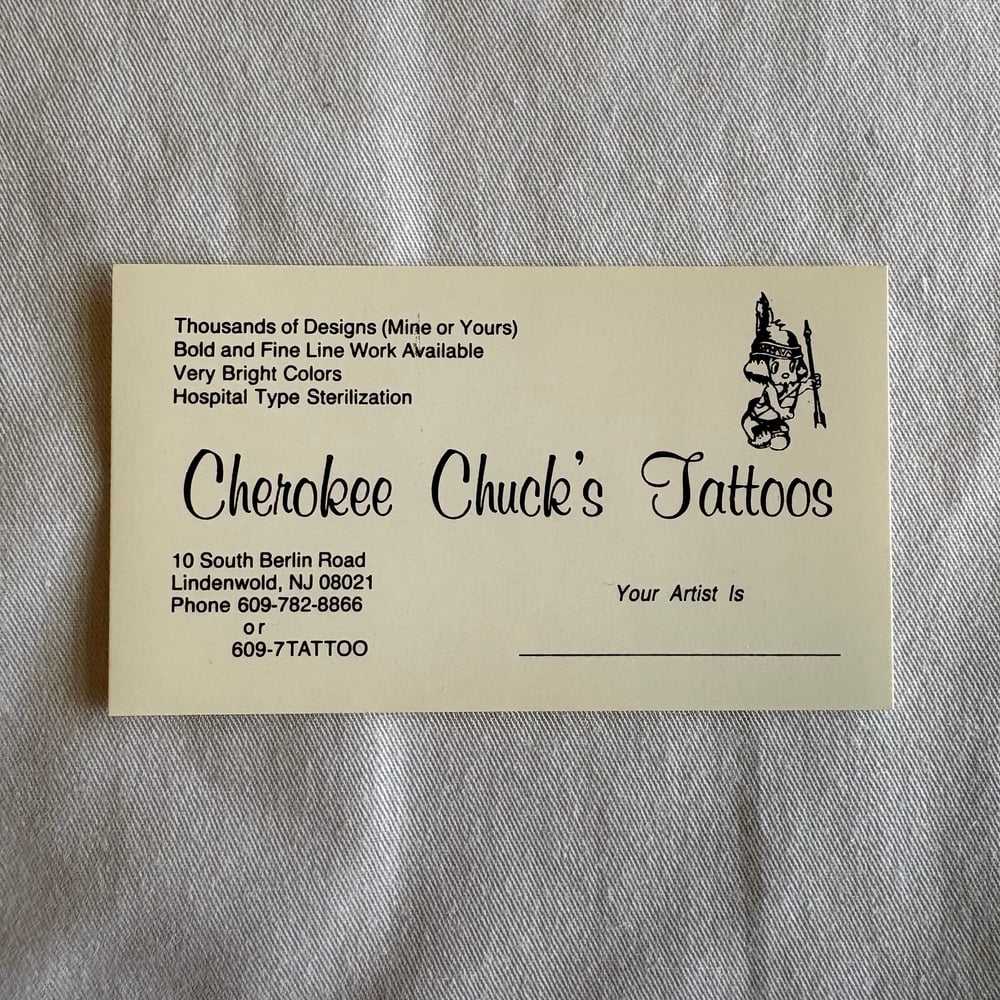 Thousands of Designs (Mine or Yours)
Bold and Fine Line Work Available
Very Bright Colors
Hospital Type Sterilization
Cherokee Chuck's Tattoos
10 South Berlin Road
Lindenwold, NJ 08021
Phone 609-782-8866
or
609-7TATTOO
Your Artist Is